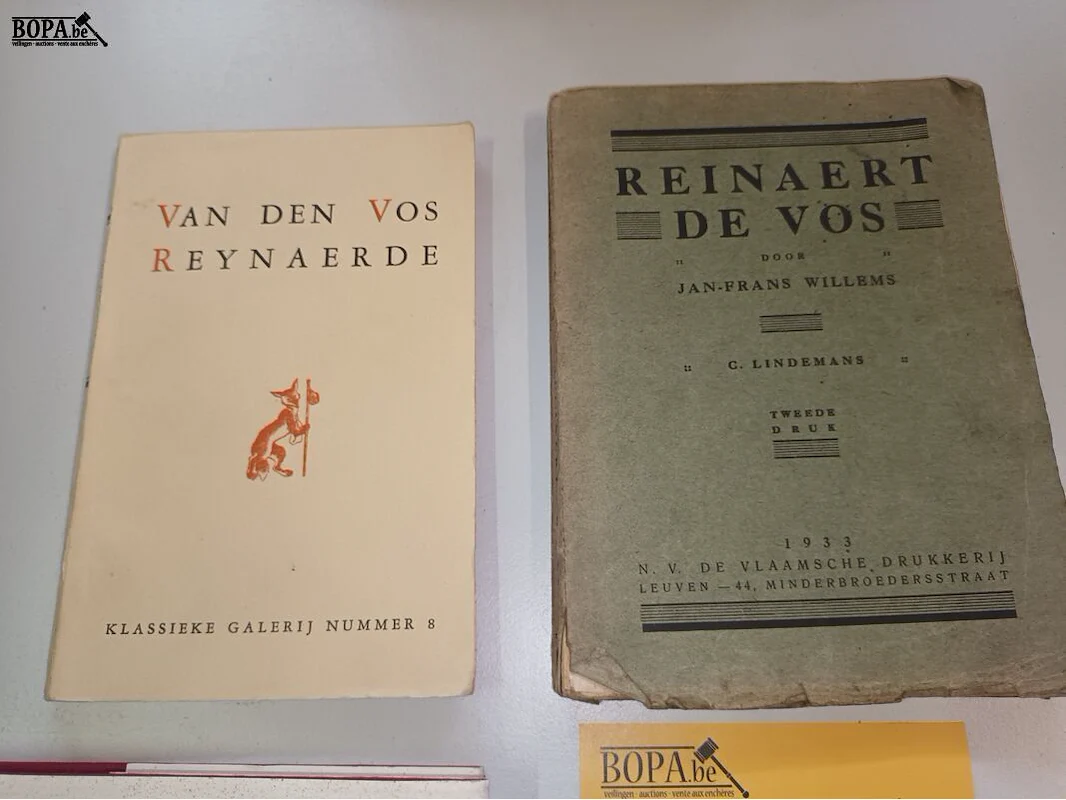 BOPA.be
veilingen - auctions - vente aux enchères
VAN DEN VOS
REYNAERDE
KLASSIEKE GALERIJ NUMMER 8
REINAERT
DE VOS
" DOOR "
JAN-FRANS WILLEMS
:: C. LINDEMANS ::
TWEEDE
DRUK
1933
N. V. DE VLAAMSCHE DRUKKERIJ
LEUVEN — 44, MINDERBROEDERSSTRAAT
BOPA.be
veilingen - auctions - vente aux enchères